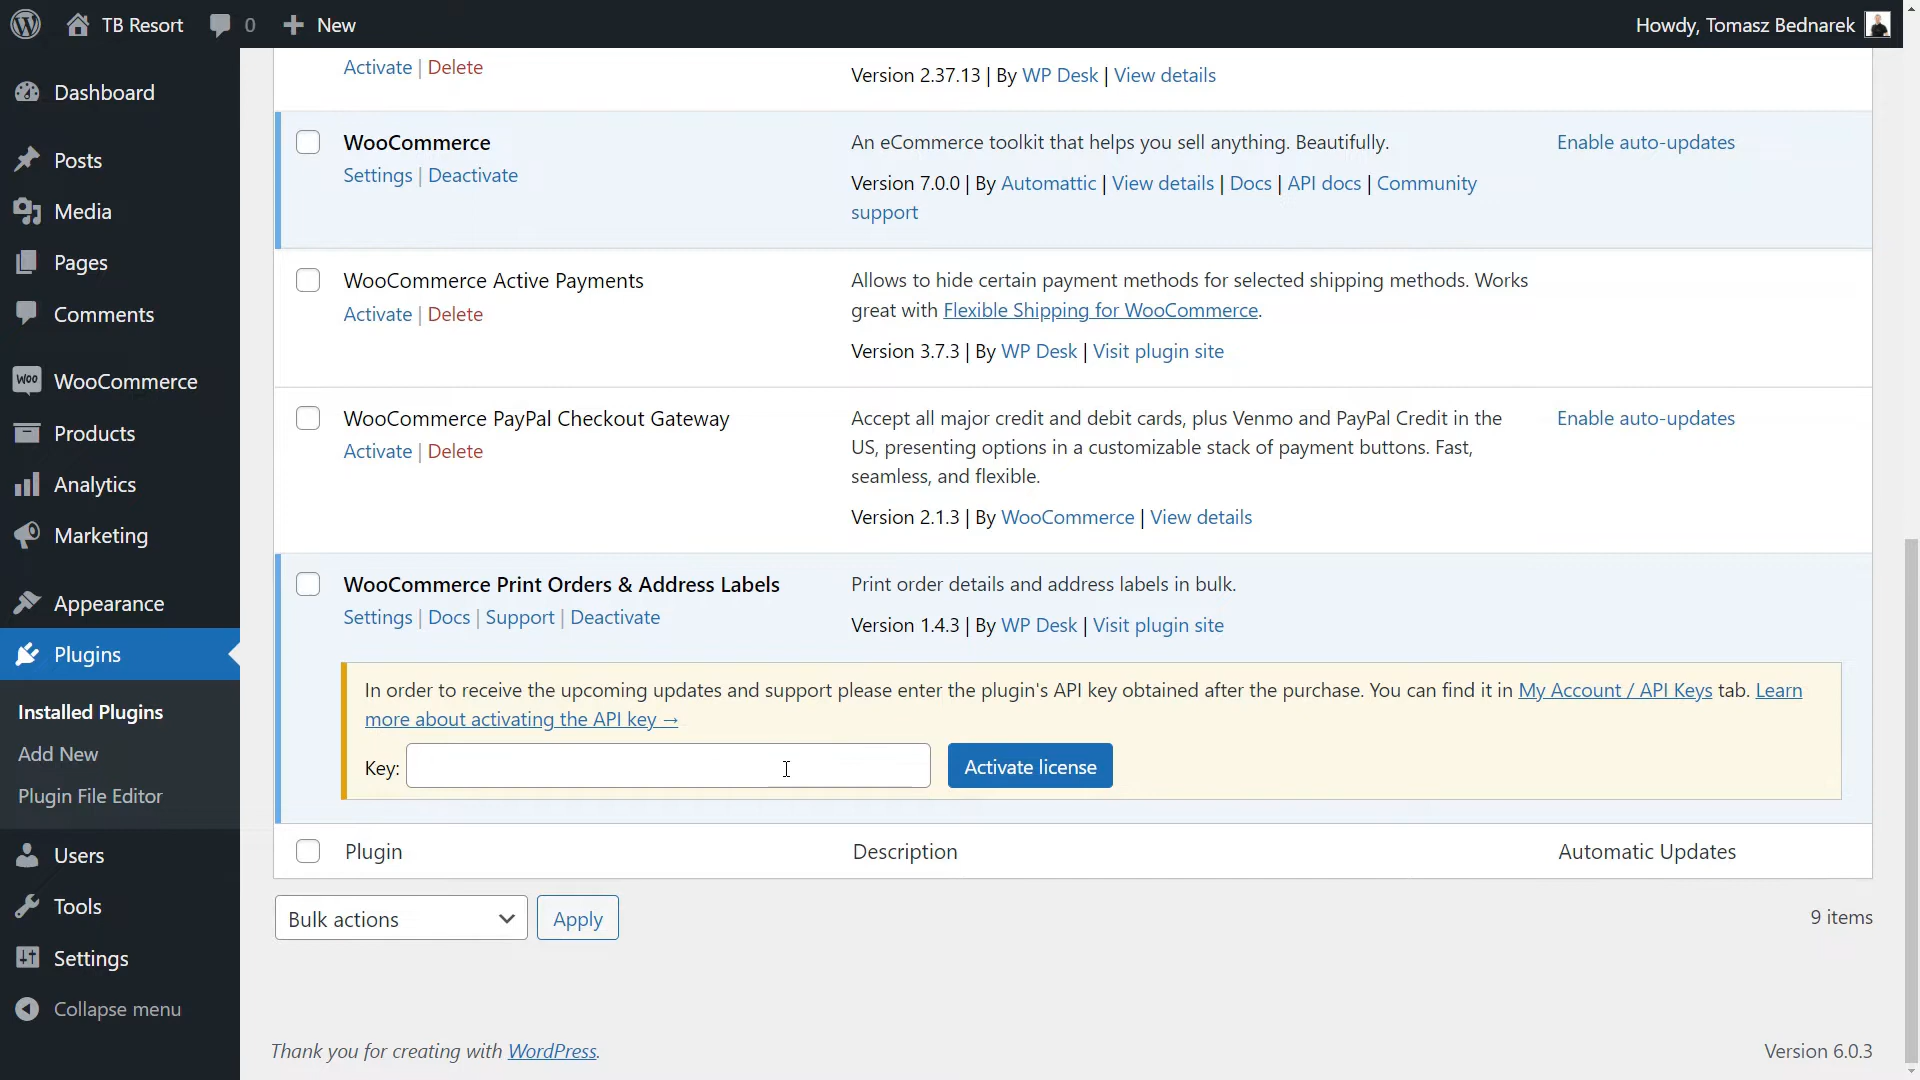 TB Resort 0 New Howdy, Tomasz Bednarek
Dashboard
Posts
Media
Pages
Comments
WooCommerce
Products
Analytics
Marketing
Appearance
Plugins
Installed Plugins
Add New
Plugin File Editor
Users
Tools
Settings
Collapse menu
Activate | Delete
Version 2.37.13 | By WP Desk | View details
WooCommerce
Settings | Deactivate
An eCommerce toolkit that helps you sell anything. Beautifully.
Version 7.0.0 | By Automattic | View details | Docs | API docs | Community
support
Enable auto-updates
WooCommerce Active Payments
Activate | Delete
Allows to hide certain payment methods for selected shipping methods. Works
great with Flexible Shipping for WooCommerce.
Version 3.7.3 | By WP Desk | Visit plugin site
WooCommerce PayPal Checkout Gateway
Activate | Delete
Accept all major credit and debit cards, plus Venmo and PayPal Credit in the
US, presenting options in a customizable stack of payment buttons. Fast,
seamless, and flexible.
Version 2.1.3 | By WooCommerce | View details
Enable auto-updates
WooCommerce Print Orders & Address Labels
Settings | Docs | Support | Deactivate
Print order details and address labels in bulk.
Version 1.4.3 | By WP Desk | Visit plugin site
In order to receive the upcoming updates and support please enter the plugin's API key obtained after the purchase. You can find it in My Account / API Keys tab. Learn
more about activating the API key →
Key: Activate license
Plugin Description Automatic Updates
Bulk actions Apply 9 items
Thank you for creating with WordPress. Version 6.0.3